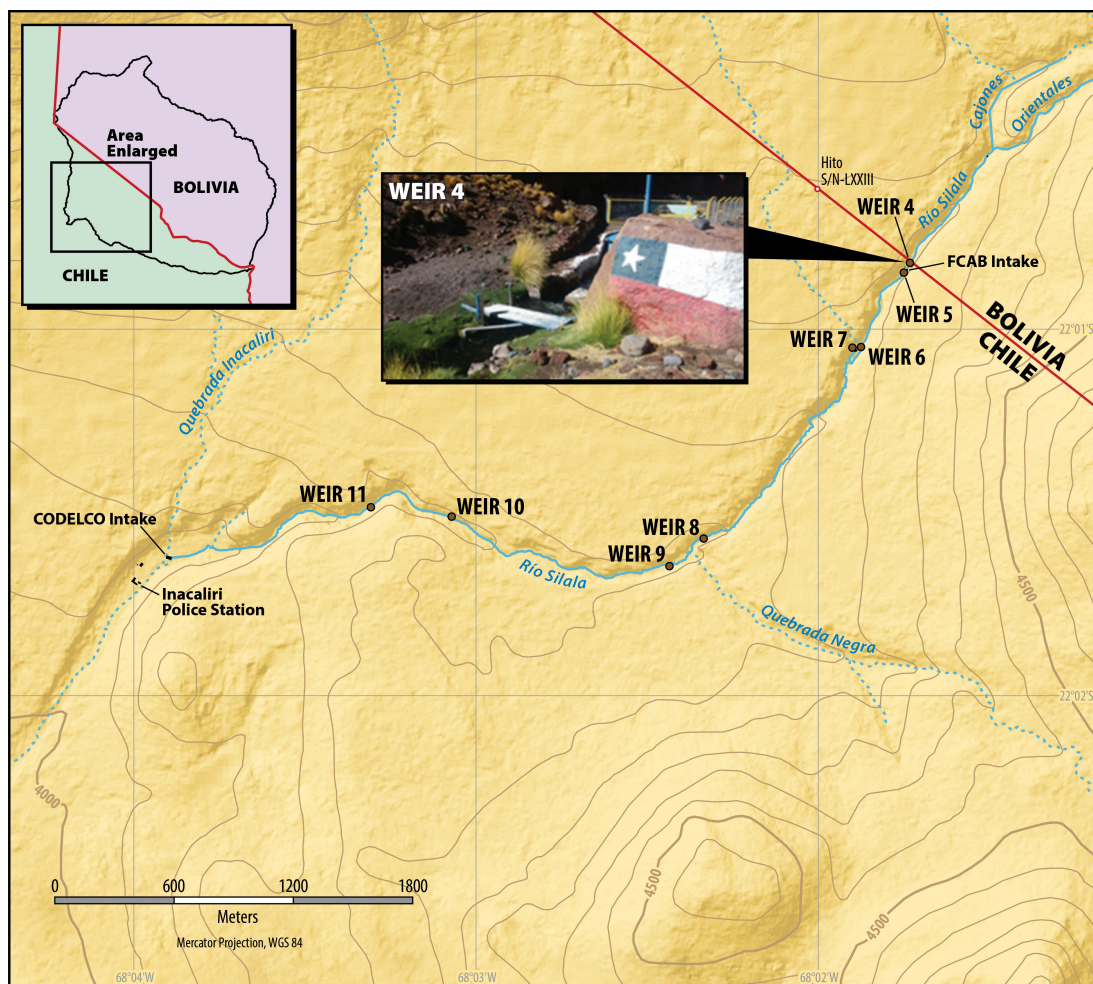 Area
Enlarged
BOLIVIA
CHILE
Cajones
Orientales
Hito
S/N-LXXIII
WEIR 4
WEIR 4
Río Silala
FCAB Intake
WEIR 5
BOLIVIA
CHILE
22°01'S
WEIR 7
WEIR 6
Quebrada Inacaliri
WEIR 11
WEIR 10
CODELCO Intake
WEIR 8
WEIR 9
Río Silala
Inacaliri
Police Station
Quebrada Negra
4500
22°02'S
4000
4500
4500
0 600 1200 1800
Meters
Mercator Projection, WGS 84
68°04'W
68°03'W
68°02'W